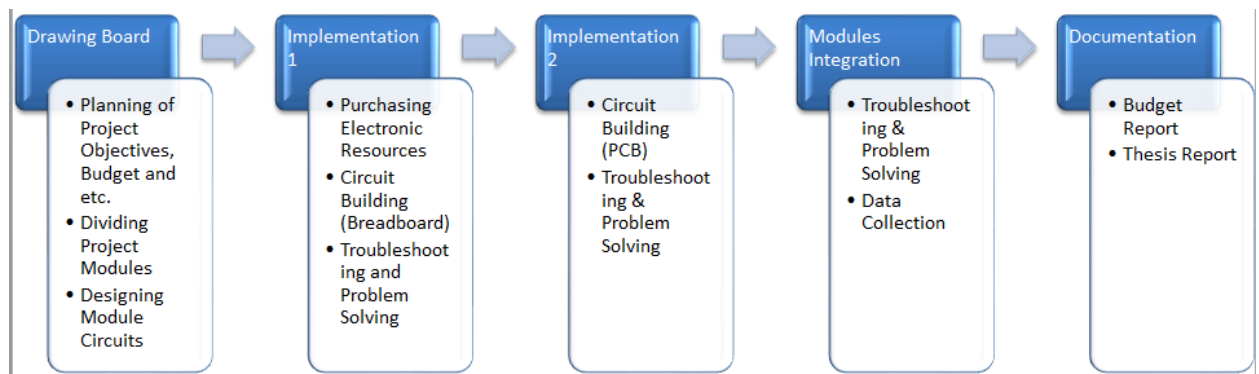 Drawing Board
• Planning of
Project
Objectives,
Budget and
etc.
• Dividing
Project
Modules
• Designing
Module
Circuits
Implementation
1
• Purchasing
Electronic
Resources
• Circuit
Building
(Breadboard)
• Troubleshoot
ing and
Problem
Solving
Implementation
2
• Circuit
Building
(PCB)
• Troubleshoot
ing &
Problem
Solving
Modules
Integration
• Troubleshoot
ing &
Problem
Solving
• Data
Collection
Documentation
• Budget
Report
• Thesis Report